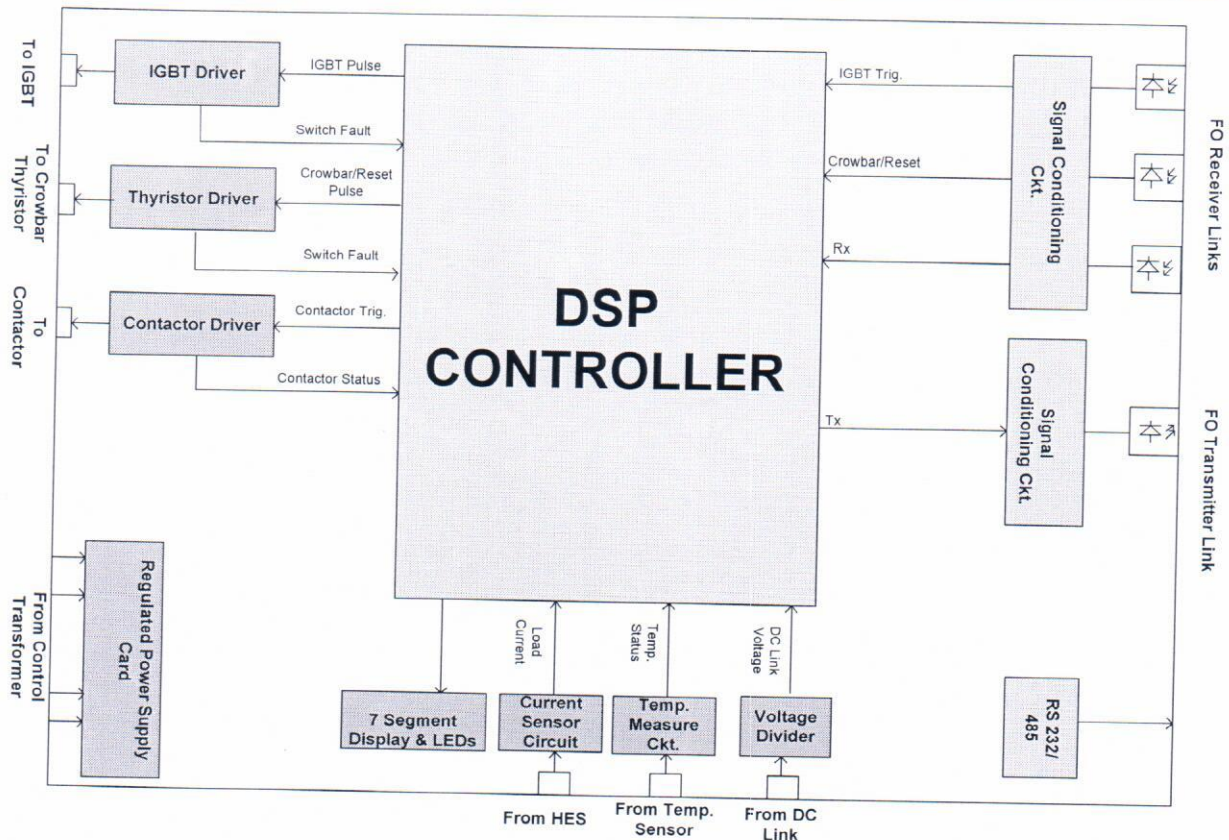 To IGBT
IGBT Driver
IGBT Pulse
Switch Fault
To Crowbar
Thyristor
Thyristor Driver
Crowbar/Reset
Pulse
Switch Fault
To
Contactor
Contactor Driver
Contactor Trig.
Contactor Status
DSP
CONTROLLER
IGBT Trig.
Crowbar/Reset
Rx
Tx
Signal Conditioning
Ckt.
FO Receiver Links
Signal
Conditioning Ckt.
FO Transmitter Link
From Control
Transformer
Regulated Power Supply
Card
Load
Current
Temp.
Status
DC Link
Voltage
7 Segment
Display & LEDs
Current
Sensor
Circuit
Temp.
Measure
Ckt.
Voltage
Divider
RS 232/
485
From HES
From Temp.
Sensor
From DC
Link